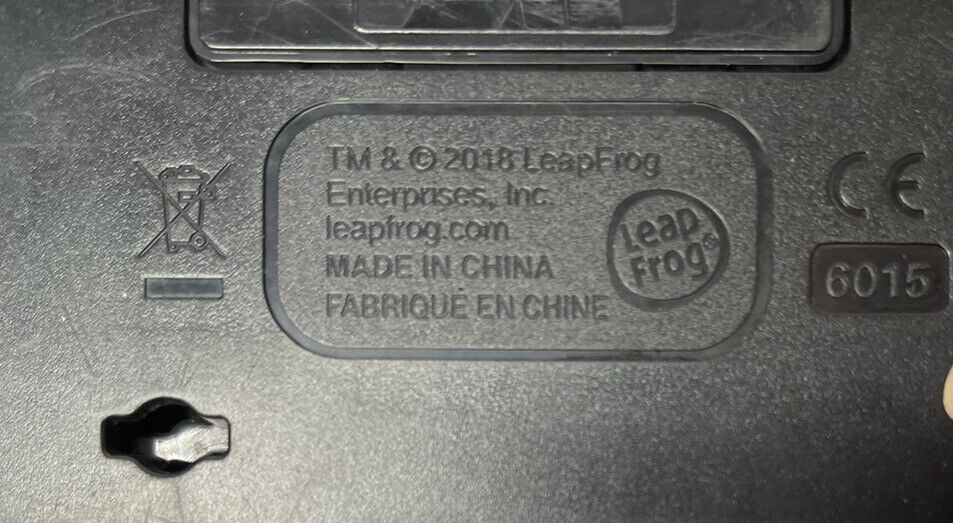 TM & © 2018 LeapFrog
Enterprises, Inc.
leapfrog.com
MADE IN CHINA
FABRIQUÉ EN CHINE
Leap
Frog
CE
6015